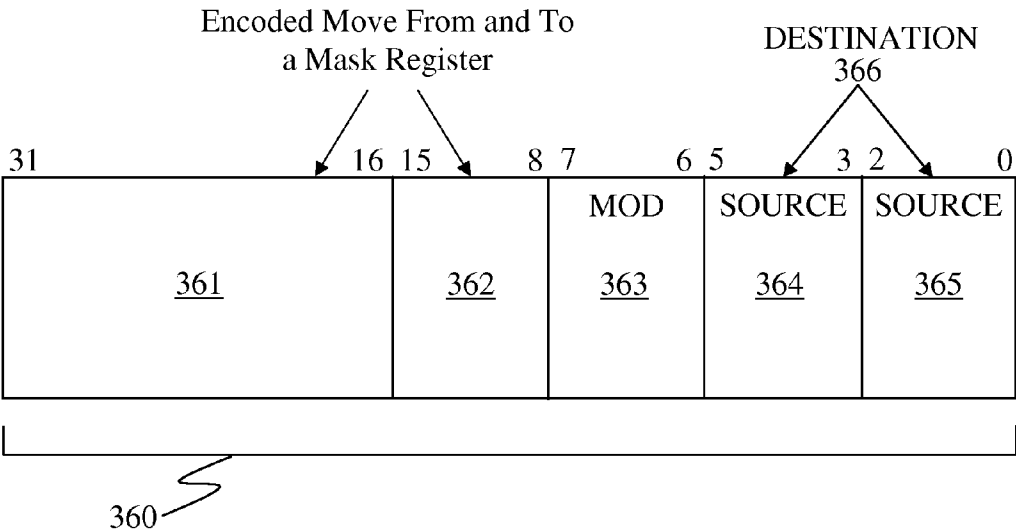 Encoded Move From and To
a Mask Register
DESTINATION
366
31 16 15 8 7 6 5 3 2 0
MOD SOURCE SOURCE
361 362 363 364 365
360